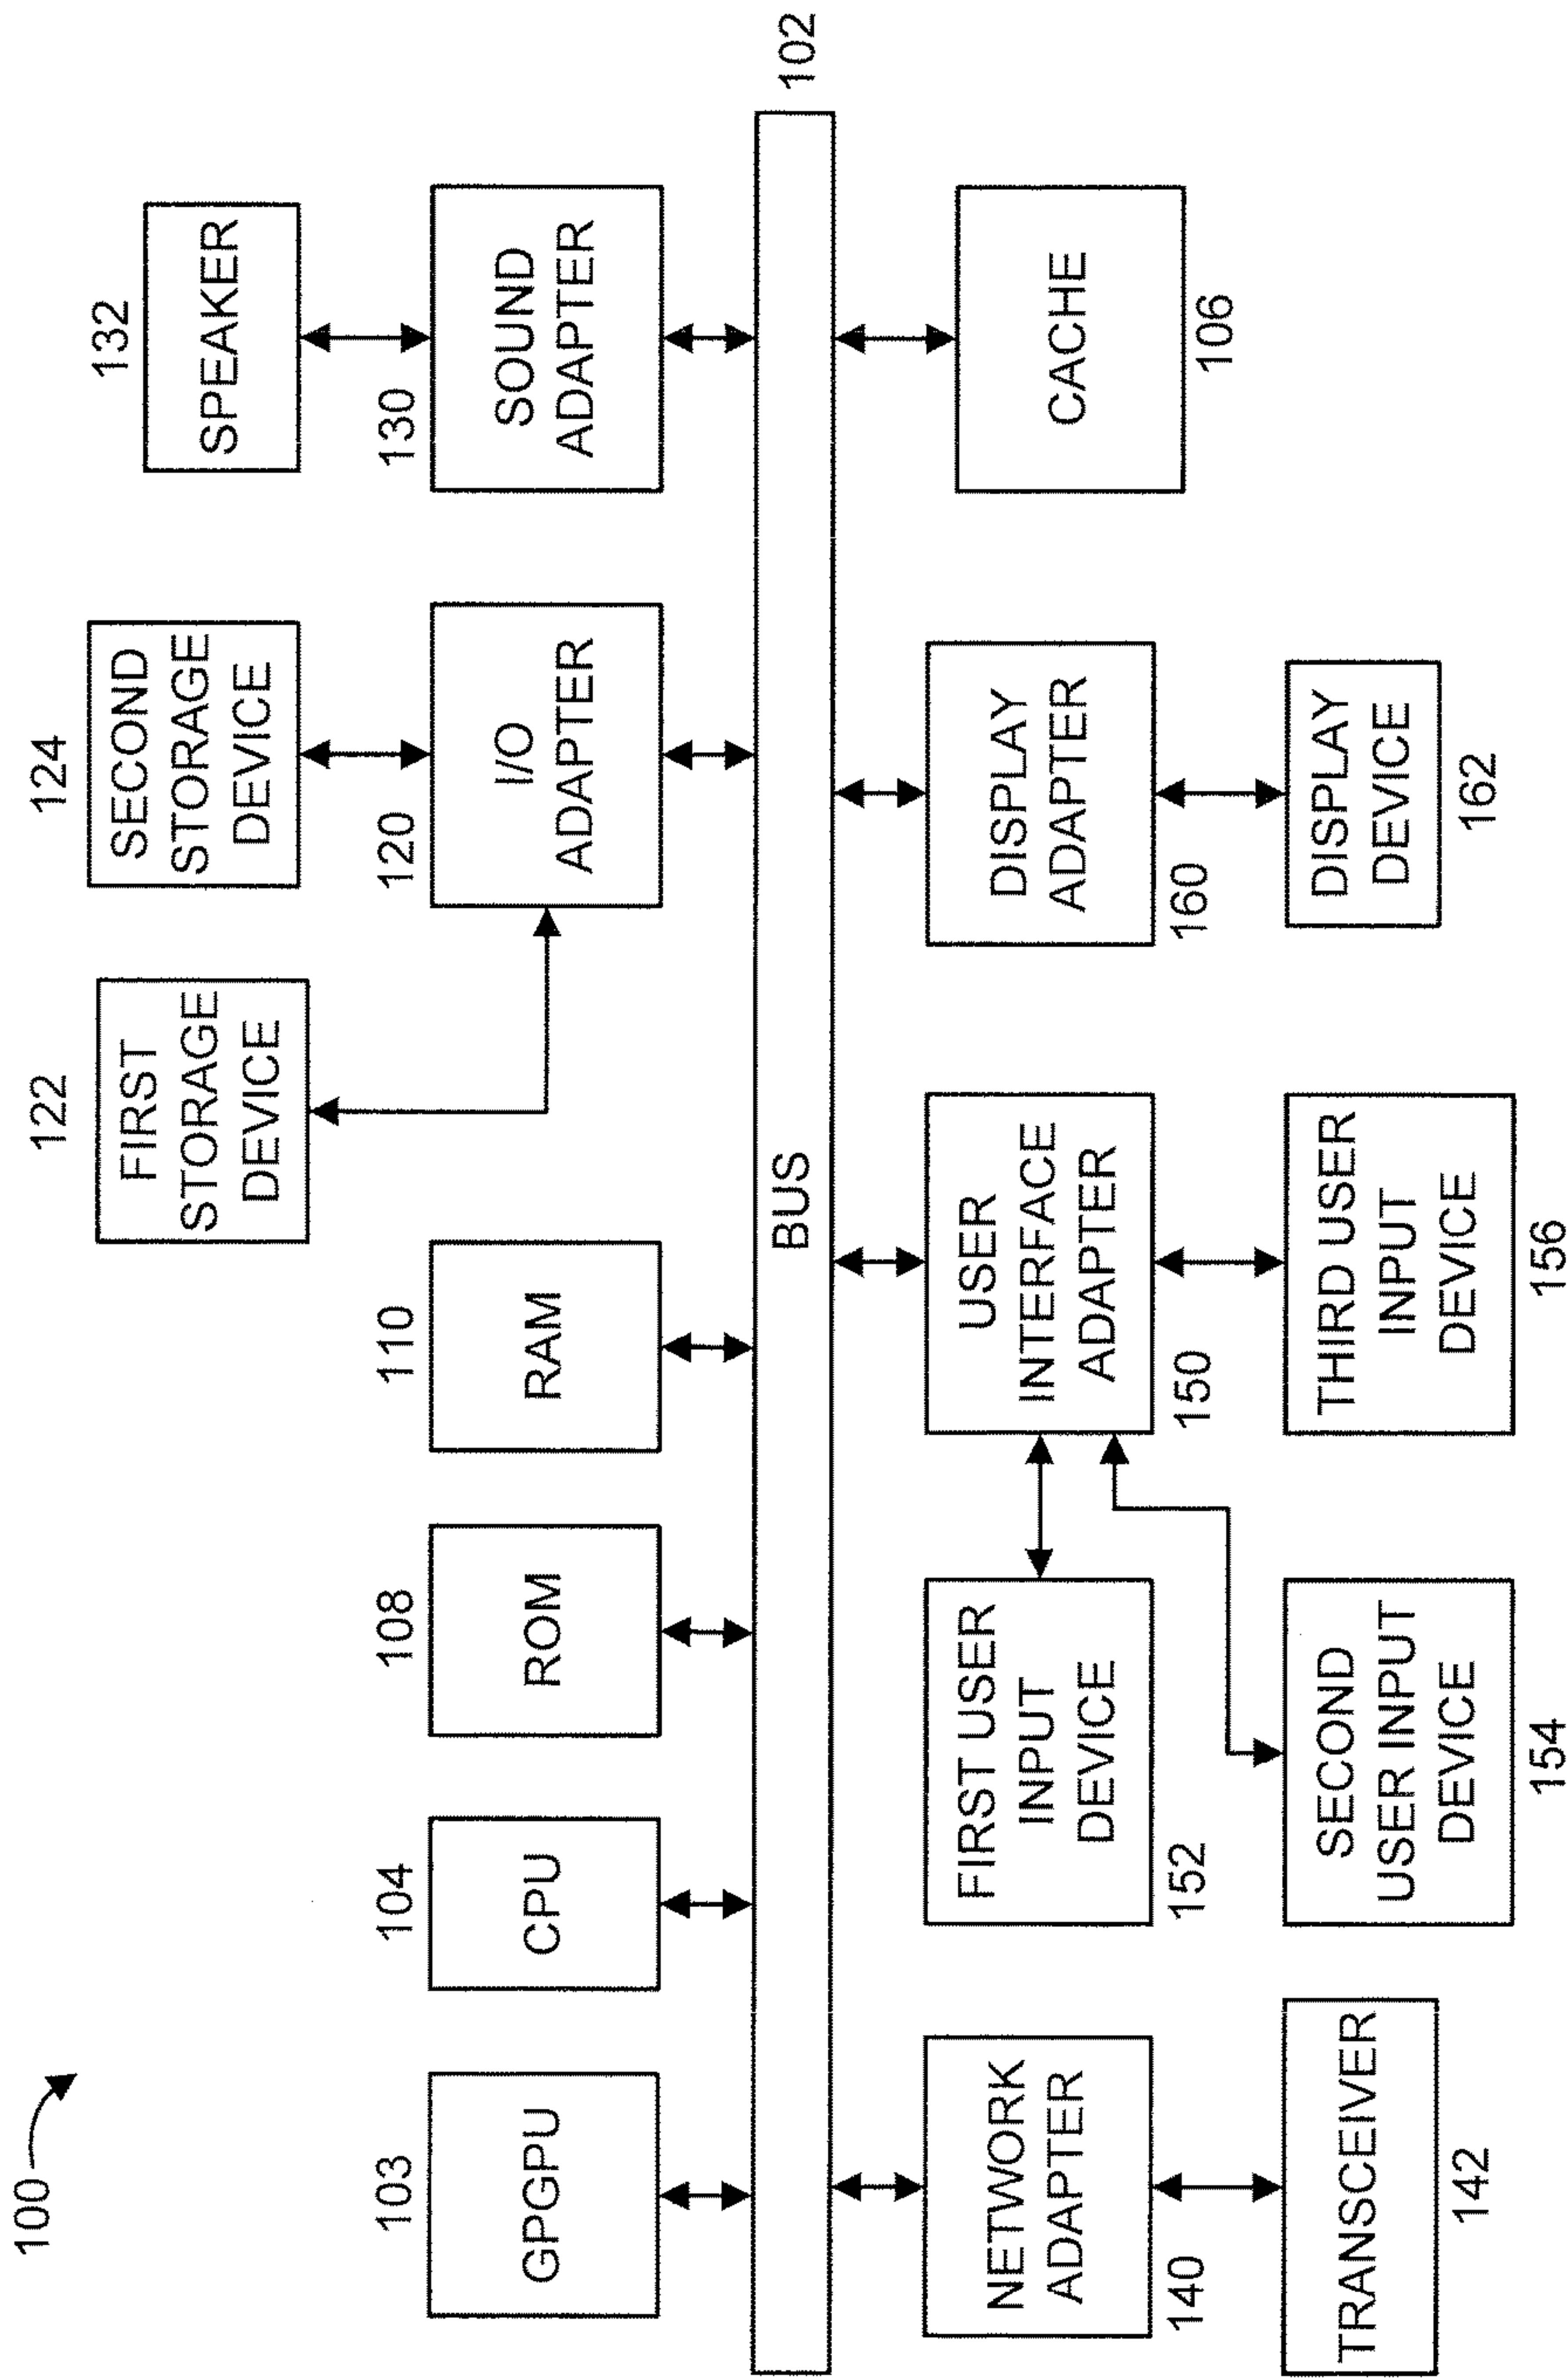 100
122
FIRST
STORAGE
DEVICE
124
SECOND
STORAGE
DEVICE
132
SPEAKER
103
GPGPU
104
CPU
108
ROM
110
RAM
120
I/O
ADAPTER
130
SOUND
ADAPTER
BUS
102
NETWORK
ADAPTER
140
FIRST USER
INPUT
DEVICE
152
USER
INTERFACE
ADAPTER
150
DISPLAY
ADAPTER
160
CACHE
106
TRANSCEIVER
142
SECOND
USER INPUT
DEVICE
154
THIRD USER
INPUT
DEVICE
156
DISPLAY
DEVICE
162